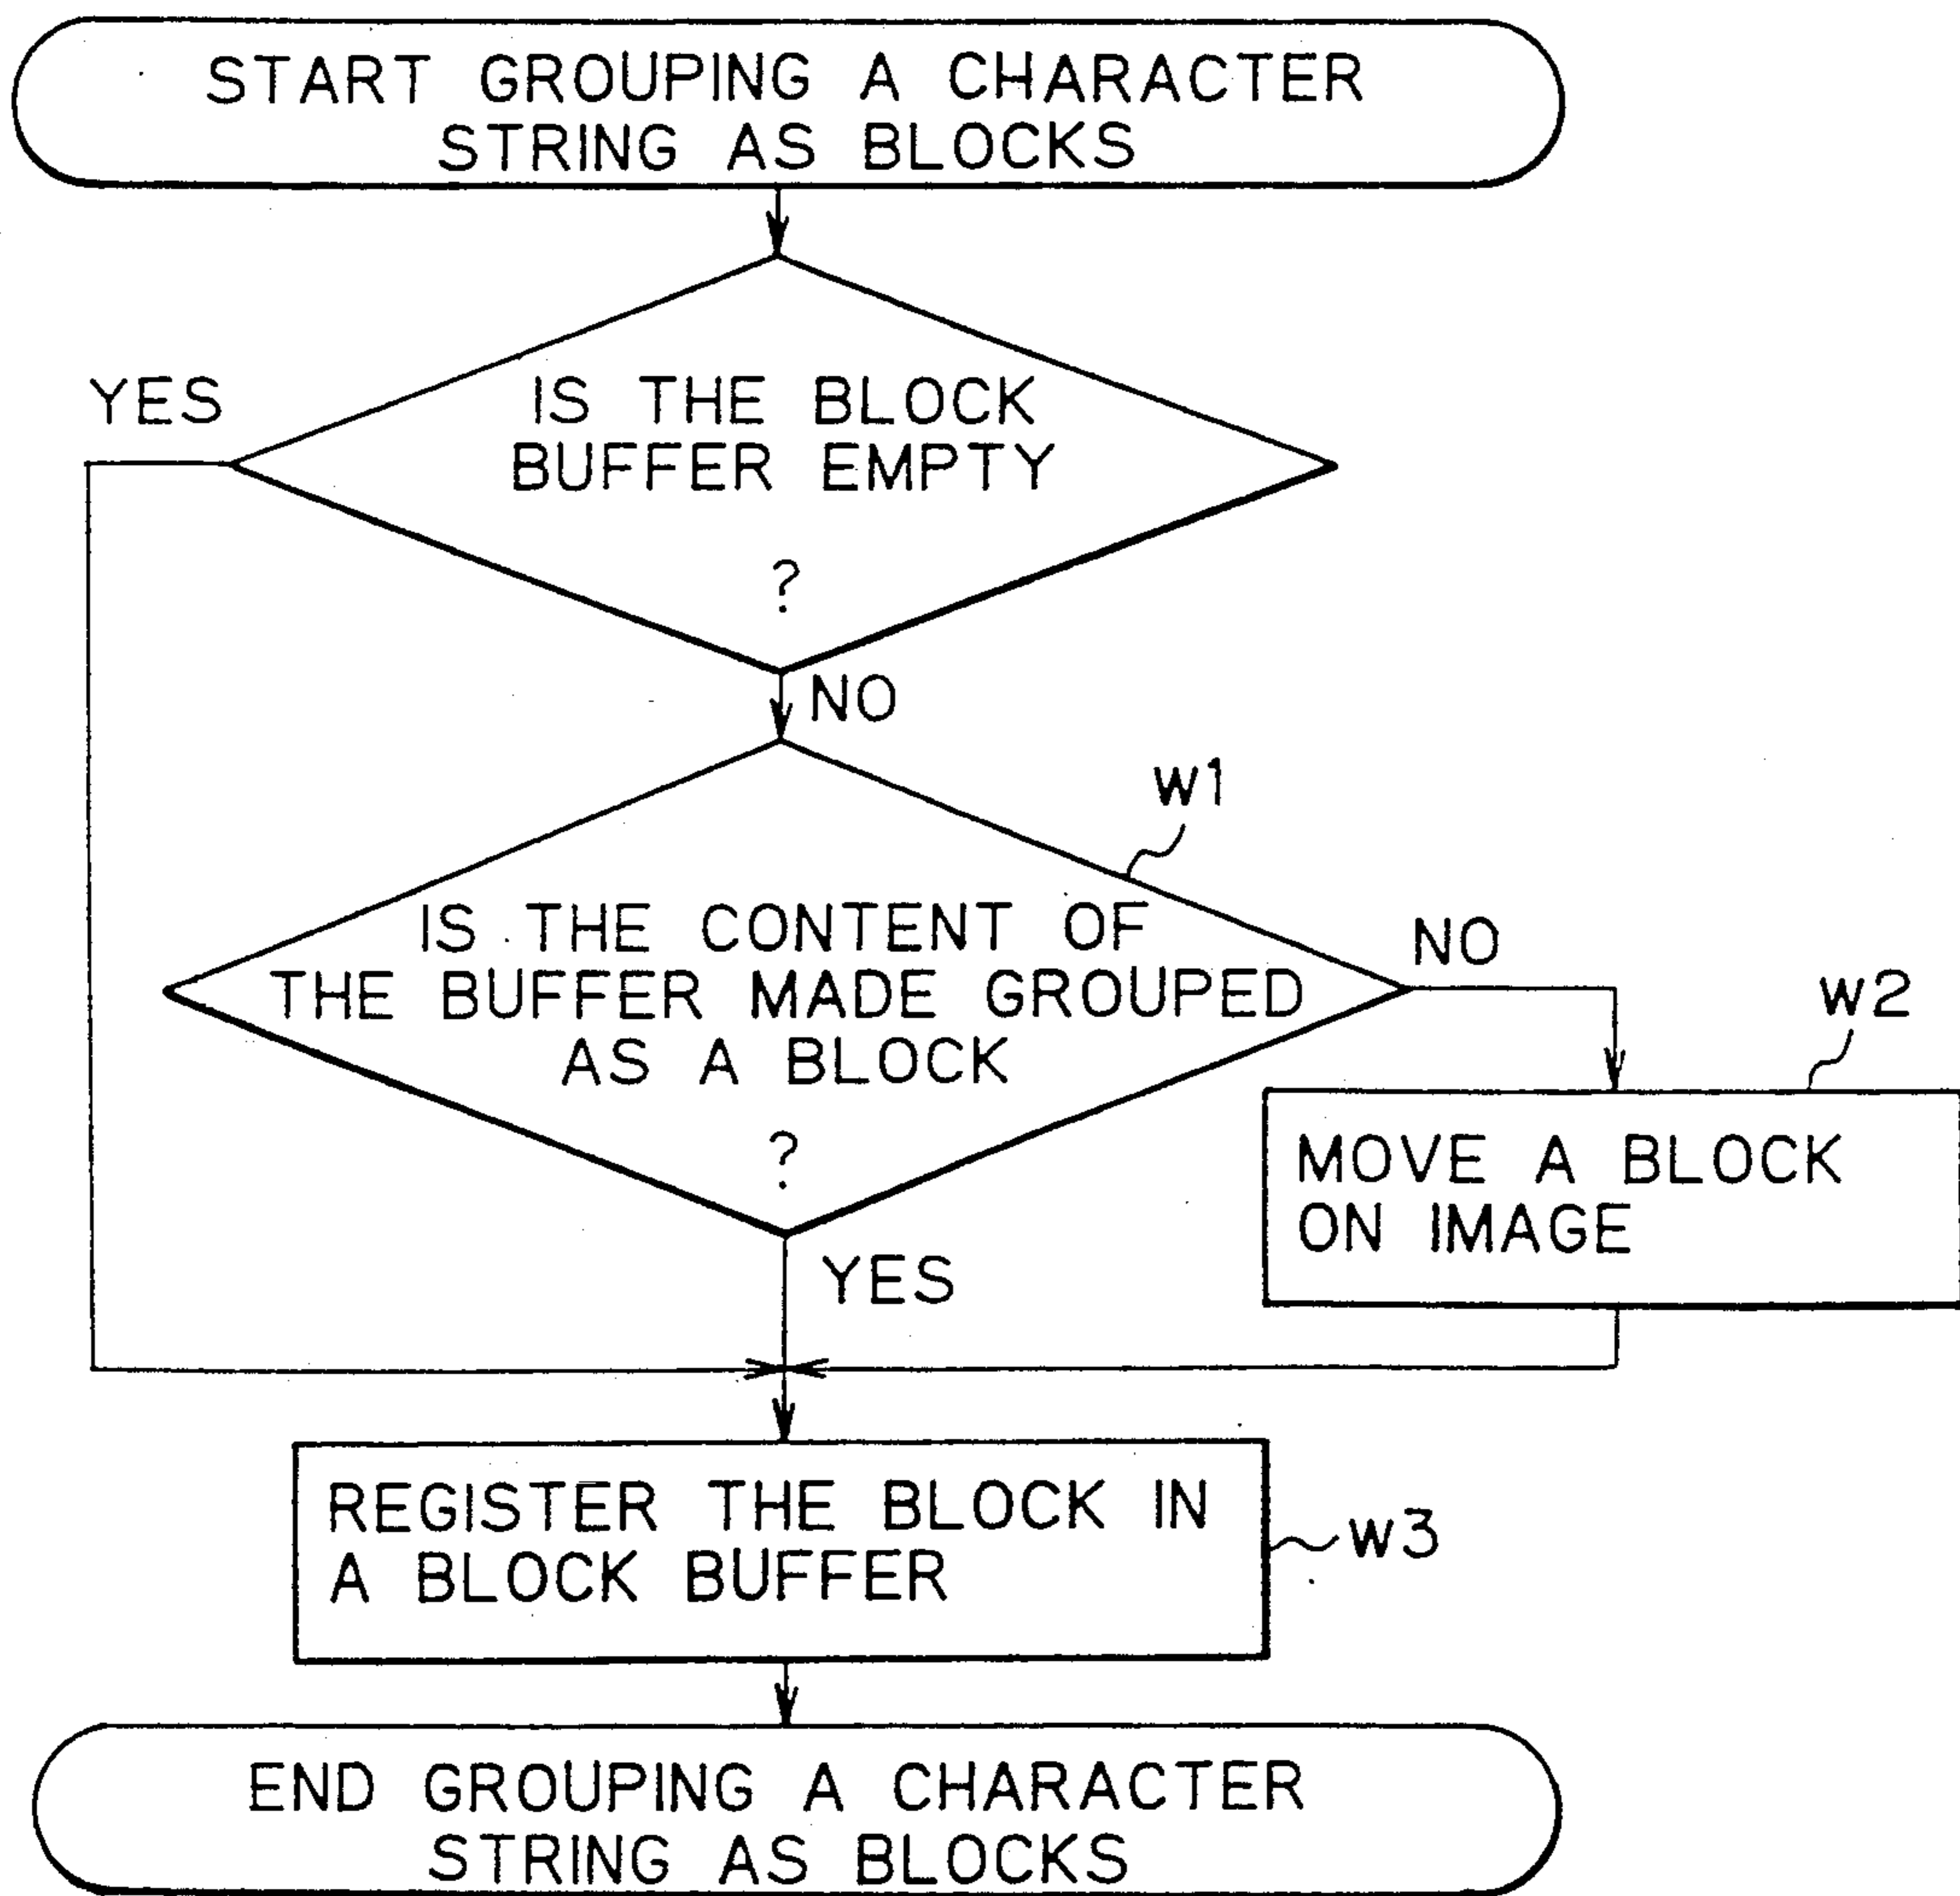 START GROUPING A CHARACTER
STRING AS BLOCKS
YES
IS THE BLOCK
BUFFER EMPTY
?
NO
W1
IS THE CONTENT OF
THE BUFFER MADE GROUPED
AS A BLOCK
?
NO
W2
MOVE A BLOCK
ON IMAGE
YES
REGISTER THE BLOCK IN
A BLOCK BUFFER
W3
END GROUPING A CHARACTER
STRING AS BLOCKS